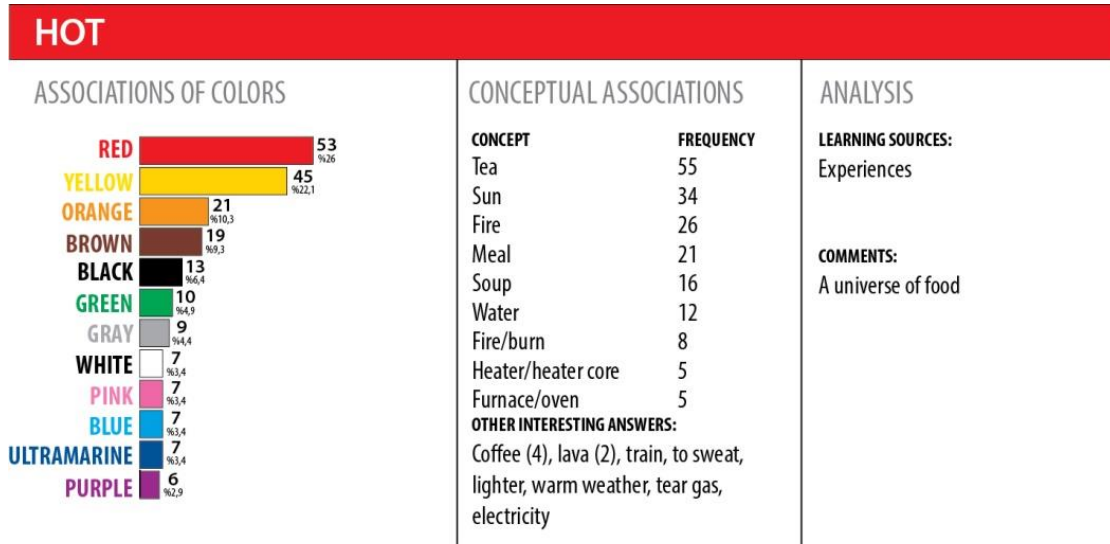 HOT
ASSOCIATIONS OF COLORS
RED 53 %26
YELLOW 45 %22,1
ORANGE 21 %10,3
BROWN 19 %9,3
BLACK 13 %6,4
GREEN 10 %4,9
GRAY 9 %4,4
WHITE 7 %3,4
PINK 7 %3,4
BLUE 7 %3,4
ULTRAMARINE 7 %3,4
PURPLE 6 %2,9
CONCEPTUAL ASSOCIATIONS
CONCEPT FREQUENCY
Tea 55
Sun 34
Fire 26
Meal 21
Soup 16
Water 12
Fire/burn 8
Heater/heater core 5
Furnace/oven 5
OTHER INTERESTING ANSWERS:
Coffee (4), lava (2), train, to sweat,
lighter, warm weather, tear gas,
electricity
ANALYSIS
LEARNING SOURCES:
Experiences
COMMENTS:
A universe of food